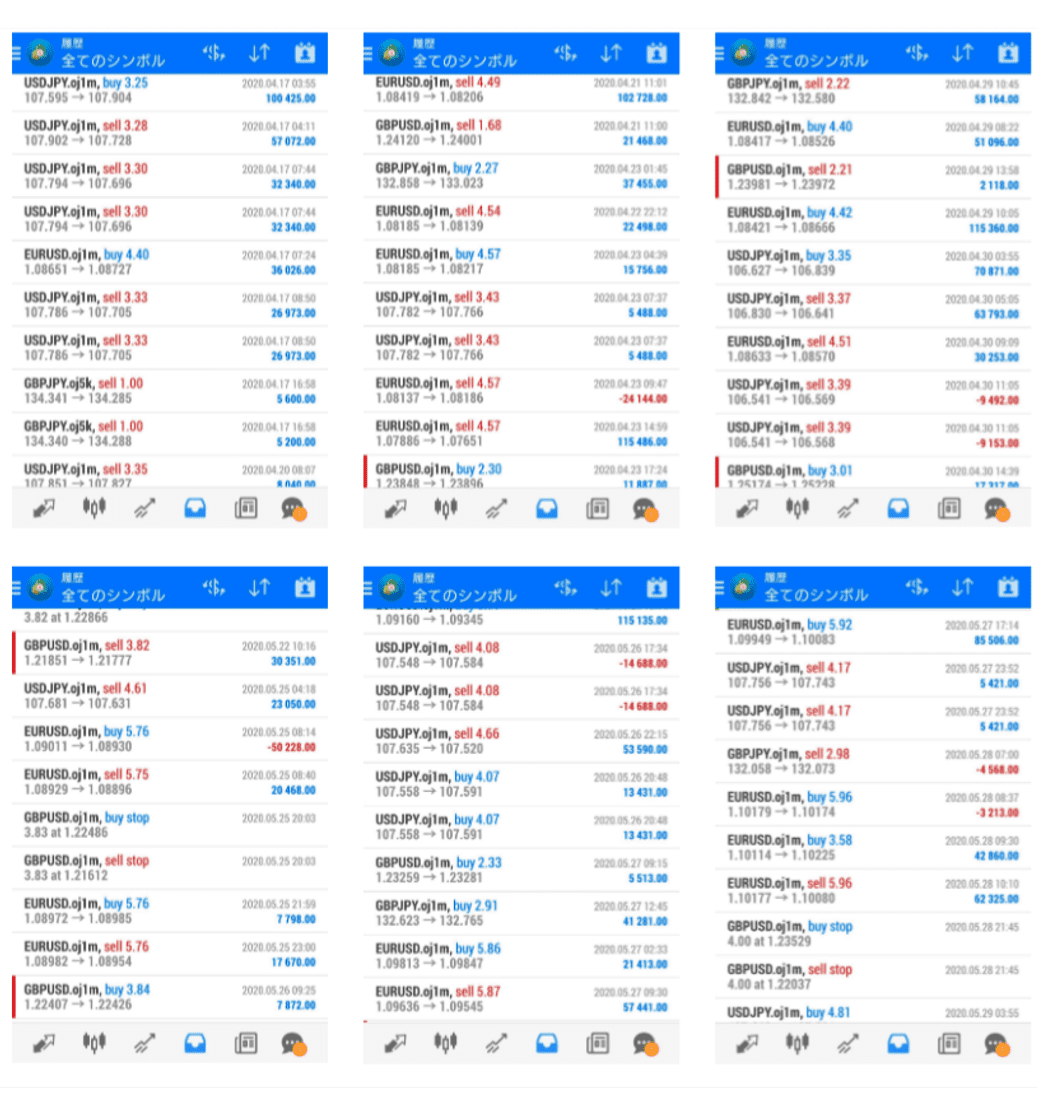 履歴
全てのシンボル
USDJPY.oj1m, buy 3.25 2020.04.17 03:55
107.595 → 107.904 100 425.00
USDJPY.oj1m, sell 3.28 2020.04.17 04:11
107.902 → 107.728 57 072.00
USDJPY.oj1m, sell 3.30 2020.04.17 07:44
107.794 → 107.696 32 340.00
USDJPY.oj1m, sell 3.30 2020.04.17 07:44
107.794 → 107.696 32 340.00
EURUSD.oj1m, buy 4.40 2020.04.17 07:24
1.08651 → 1.08727 36 026.00
USDJPY.oj1m, sell 3.33 2020.04.17 08:50
107.786 → 107.705 26 973.00
USDJPY.oj1m, sell 3.33 2020.04.17 08:50
107.786 → 107.705 26 973.00
GBPJPY.oj5k, sell 1.00 2020.04.17 16:58
134.341 → 134.285 5 600.00
GBPJPY.oj5k, sell 1.00 2020.04.17 16:58
134.340 → 134.288 5 200.00
USDJPY.oj1m, sell 3.35 2020.04.20 08:07
107.851 → 107.827 8 040.00
履歴
全てのシンボル
EURUSD.oj1m, sell 4.49 2020.04.21 11:01
1.08419 → 1.08206 102 728.00
GBPUSD.oj1m, sell 1.68 2020.04.21 11:00
1.24120 → 1.24001 21 468.00
GBPJPY.oj1m, buy 2.27 2020.04.23 01:45
132.858 → 133.023 37 455.00
EURUSD.oj1m, sell 4.54 2020.04.22 22:12
1.08185 → 1.08139 22 498.00
EURUSD.oj1m, buy 4.57 2020.04.23 04:39
1.08185 → 1.08217 15 756.00
USDJPY.oj1m, sell 3.43 2020.04.23 07:37
107.782 → 107.766 5 488.00
USDJPY.oj1m, sell 3.43 2020.04.23 07:37
107.782 → 107.766 5 488.00
EURUSD.oj1m, sell 4.57 2020.04.23 09:47
1.08137 → 1.08186 -24 144.00
EURUSD.oj1m, sell 4.57 2020.04.23 14:59
1.07886 → 1.07651 115 486.00
GBPUSD.oj1m, buy 2.30 2020.04.23 17:24
1.23848 → 1.23896 11 887.00
履歴
全てのシンボル
GBPJPY.oj1m, sell 2.22 2020.04.29 10:45
132.842 → 132.580 58 164.00
EURUSD.oj1m, buy 4.40 2020.04.29 08:22
1.08417 → 1.08526 51 096.00
GBPUSD.oj1m, sell 2.21 2020.04.29 13:58
1.23981 → 1.23972 2 118.00
EURUSD.oj1m, buy 4.42 2020.04.29 10:05
1.08421 → 1.08666 115 360.00
USDJPY.oj1m, buy 3.35 2020.04.30 03:55
106.627 → 106.839 70 871.00
USDJPY.oj1m, sell 3.37 2020.04.30 05:05
106.830 → 106.641 63 793.00
EURUSD.oj1m, sell 4.51 2020.04.30 09:09
1.08633 → 1.08570 30 253.00
USDJPY.oj1m, sell 3.39 2020.04.30 11:05
106.541 → 106.569 -9 492.00
USDJPY.oj1m, sell 3.39 2020.04.30 11:05
106.541 → 106.568 -9 153.00
GBPUSD.oj1m, buy 3.01 2020.04.30 14:39
1.25174 → 1.25228 17 317.00
履歴
全てのシンボル
3.82 at 1.22866
GBPUSD.oj1m, sell 3.82 2020.05.22 10:16
1.21851 → 1.21777 30 351.00
USDJPY.oj1m, sell 4.61 2020.05.25 04:18
107.681 → 107.631 23 050.00
EURUSD.oj1m, buy 5.76 2020.05.25 08:14
1.09011 → 1.08930 -50 228.00
EURUSD.oj1m, sell 5.75 2020.05.25 08:40
1.08929 → 1.08896 20 468.00
GBPUSD.oj1m, buy stop 2020.05.25 20:03
3.83 at 1.22486
GBPUSD.oj1m, sell stop 2020.05.25 20:03
3.83 at 1.21612
EURUSD.oj1m, buy 5.76 2020.05.25 21:59
1.08972 → 1.08985 7 798.00
EURUSD.oj1m, sell 5.76 2020.05.25 23:00
1.08982 → 1.08954 17 670.00
GBPUSD.oj1m, buy 3.84 2020.05.26 09:25
1.22407 → 1.22426 7 872.00
履歴
全てのシンボル
1.09160 → 1.09345 115 135.00
USDJPY.oj1m, sell 4.08 2020.05.26 17:34
107.548 → 107.584 -14 688.00
USDJPY.oj1m, sell 4.08 2020.05.26 17:34
107.548 → 107.584 -14 688.00
USDJPY.oj1m, sell 4.66 2020.05.26 22:15
107.635 → 107.520 53 590.00
USDJPY.oj1m, buy 4.07 2020.05.26 20:48
107.558 → 107.591 13 431.00
USDJPY.oj1m, buy 4.07 2020.05.26 20:48
107.558 → 107.591 13 431.00
GBPUSD.oj1m, buy 2.33 2020.05.27 09:15
1.23259 → 1.23281 5 513.00
GBPJPY.oj1m, buy 2.91 2020.05.27 12:45
132.623 → 132.765 41 281.00
EURUSD.oj1m, buy 5.86 2020.05.27 02:33
1.09813 → 1.09847 21 413.00
EURUSD.oj1m, sell 5.87 2020.05.27 09:30
1.09636 → 1.09545 57 441.00
履歴
全てのシンボル
EURUSD.oj1m, buy 5.92 2020.05.27 17:14
1.09949 → 1.10083 85 506.00
USDJPY.oj1m, sell 4.17 2020.05.27 23:52
107.756 → 107.743 5 421.00
USDJPY.oj1m, sell 4.17 2020.05.27 23:52
107.756 → 107.743 5 421.00
GBPJPY.oj1m, sell 2.98 2020.05.28 07:00
132.058 → 132.073 -4 568.00
EURUSD.oj1m, buy 5.96 2020.05.28 08:37
1.10179 → 1.10174 -3 213.00
EURUSD.oj1m, buy 3.58 2020.05.28 09:30
1.10114 → 1.10225 42 860.00
EURUSD.oj1m, sell 5.96 2020.05.28 10:10
1.10177 → 1.10080 62 325.00
GBPUSD.oj1m, buy stop 2020.05.28 21:45
4.00 at 1.23529
GBPUSD.oj1m, sell stop 2020.05.28 21:45
4.00 at 1.22037
USDJPY.oj1m, buy 4.81 2020.05.29 03:55